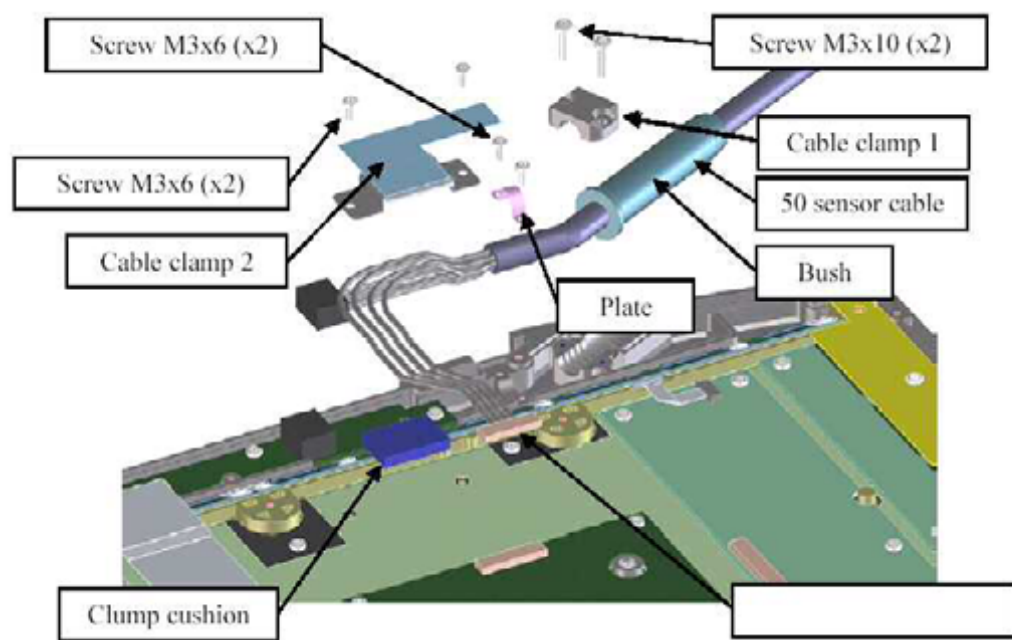 Screw M3x6 (x2)
Screw M3x10 (x2)
Cable clamp 1
Screw M3x6 (x2)
50 sensor cable
Cable clamp 2
Bush
Plate
Clump cushion